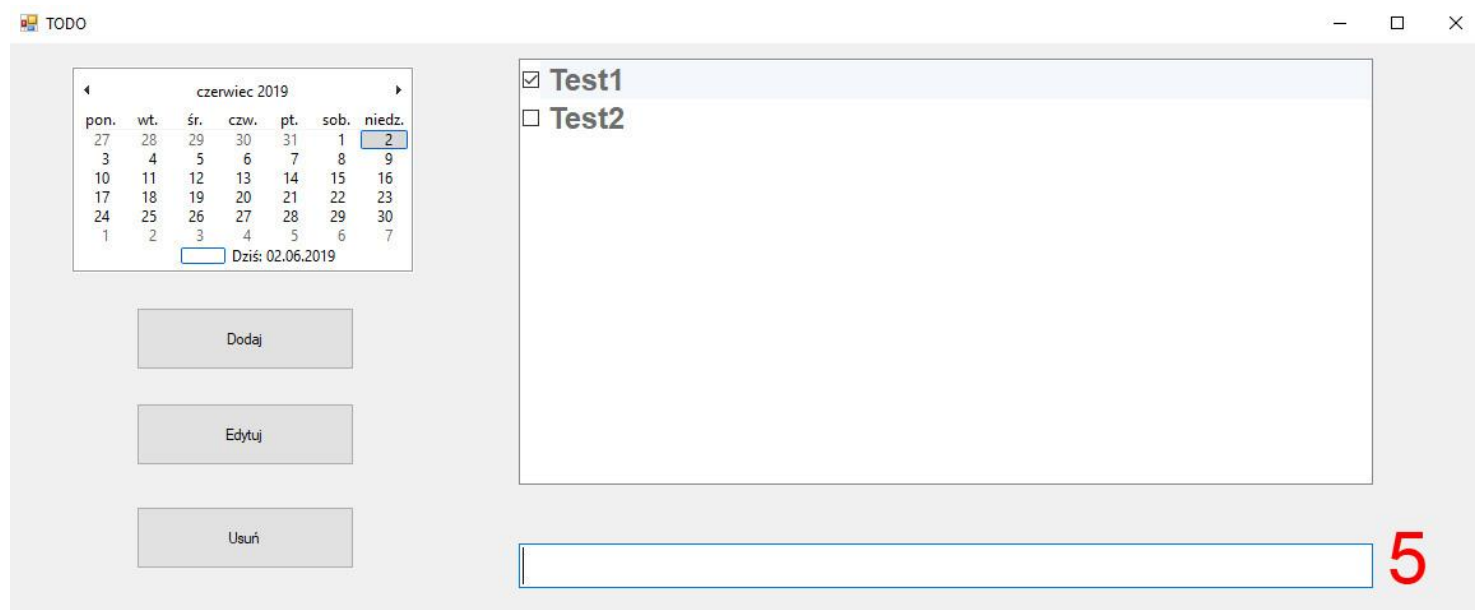 TODO
czerwiec 2019
pon. wt. śr. czw. pt. sob. niedz.
27 28 29 30 31 1 2
3 4 5 6 7 8 9
10 11 12 13 14 15 16
17 18 19 20 21 22 23
24 25 26 27 28 29 30
1 2 3 4 5 6 7
Dziś: 02.06.2019
Dodaj
Edytuj
Usuń
Test1
Test2
5